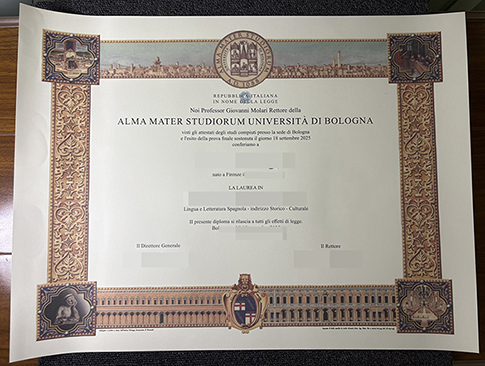 ALMA MATER STUDIORUM
REPUBBLICA ITALIANA
IN NOME DELLA LEGGE
Noi Professor Giovanni Molari Rettore della
ALMA MATER STUDIORUM UNIVERSITÀ DI BOLOGNA
visti gli attestati degli studi compiuti presso la sede di Bologna
e l'esito della prova finale sostenuta il giorno 18 settembre 2025
conferiamo a
nato a Firenze
LA LAUREA IN
Lingua e Letteratura Spagnola - indirizzo Storico - Culturale
Il presente diploma si rilascia a tutti gli effetti di legge.
Il Direttore Generale
Il Rettore